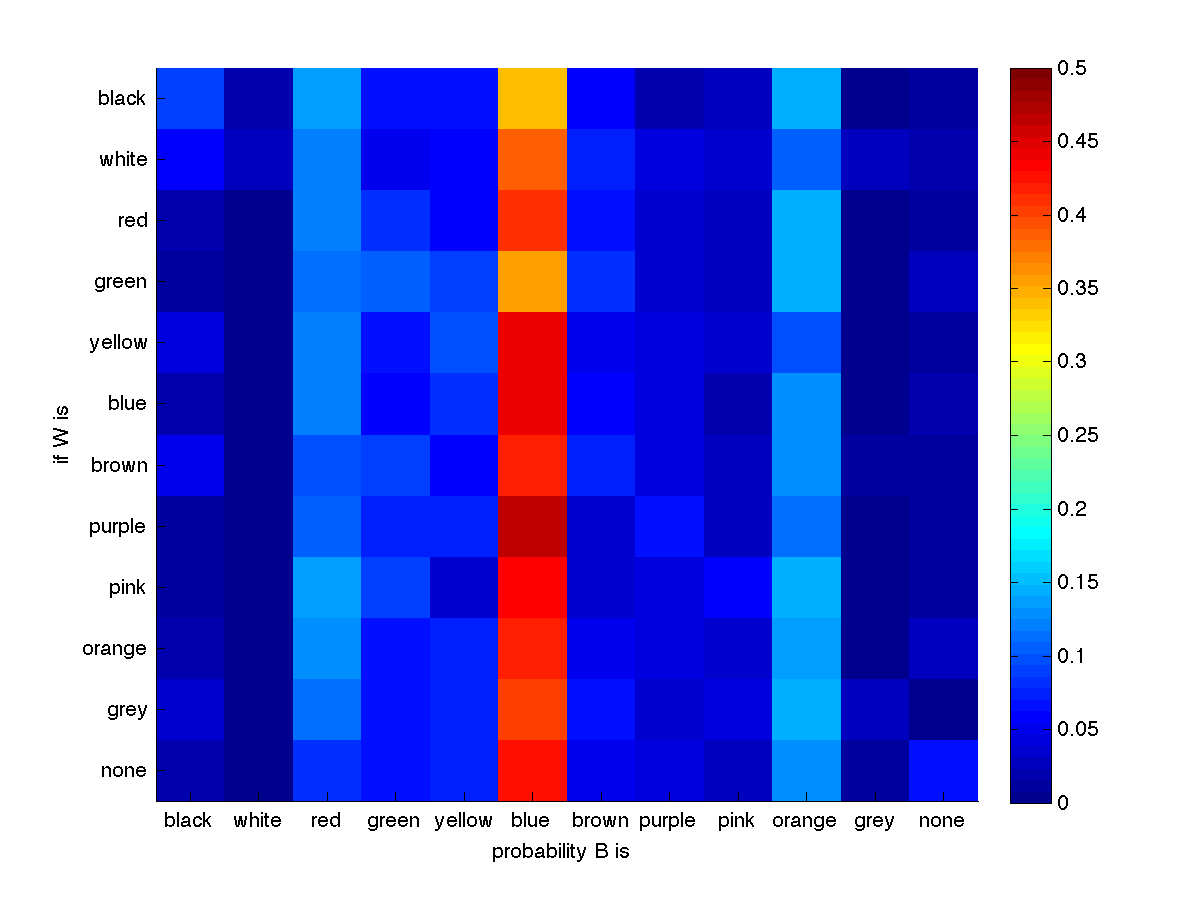 black
white
red
green
yellow
blue
brown
purple
pink
orange
grey
none
if W is
black white red green yellow blue brown purple pink orange grey none
probability B is
0.5
0.45
0.4
0.35
0.3
0.25
0.2
0.15
0.1
0.05
0